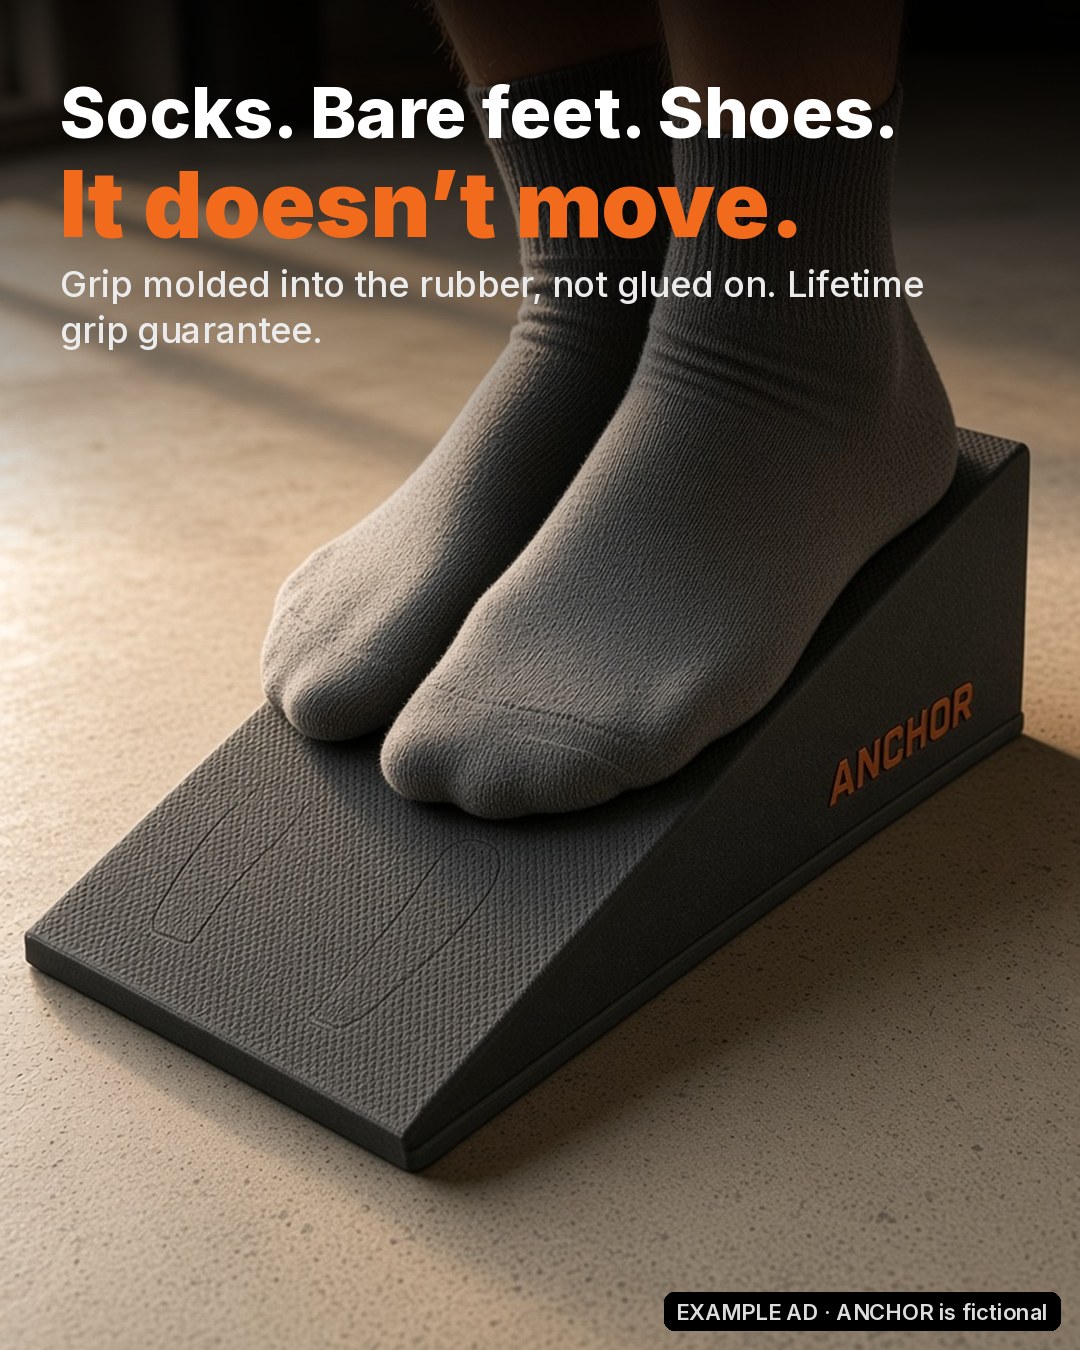 Socks. Bare feet. Shoes.
It doesn’t move.
Grip molded into the rubber, not glued on. Lifetime
grip guarantee.
ANCHOR
EXAMPLE AD · ANCHOR is fictional